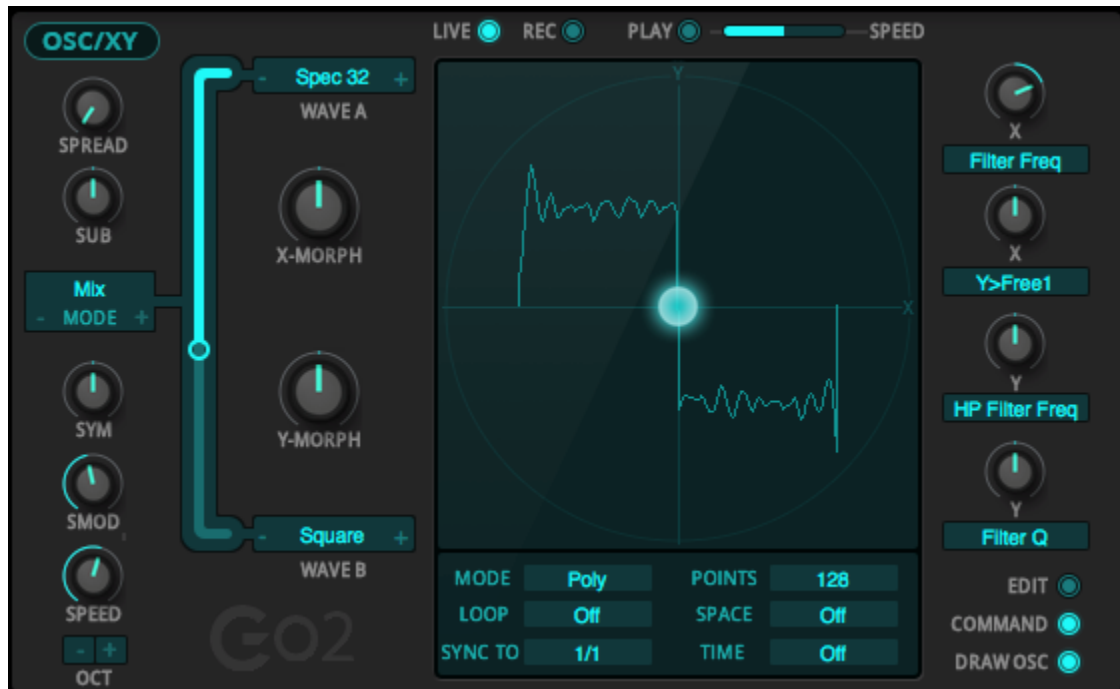 OSC/XY
LIVE REC PLAY SPEED
- Spec 32 +
WAVE A
SPREAD
SUB
X-MORPH
Mix
- MODE +
Y-MORPH
SYM
SMOD
SPEED
- +
OCT
- Square +
WAVE B
Go2
Y
X
MODE Poly POINTS 128
LOOP Off SPACE Off
SYNC TO 1/1 TIME Off
X
Filter Freq
X
Y>Free1
Y
HP Filter Freq
Y
Filter Q
EDIT
COMMAND
DRAW OSC